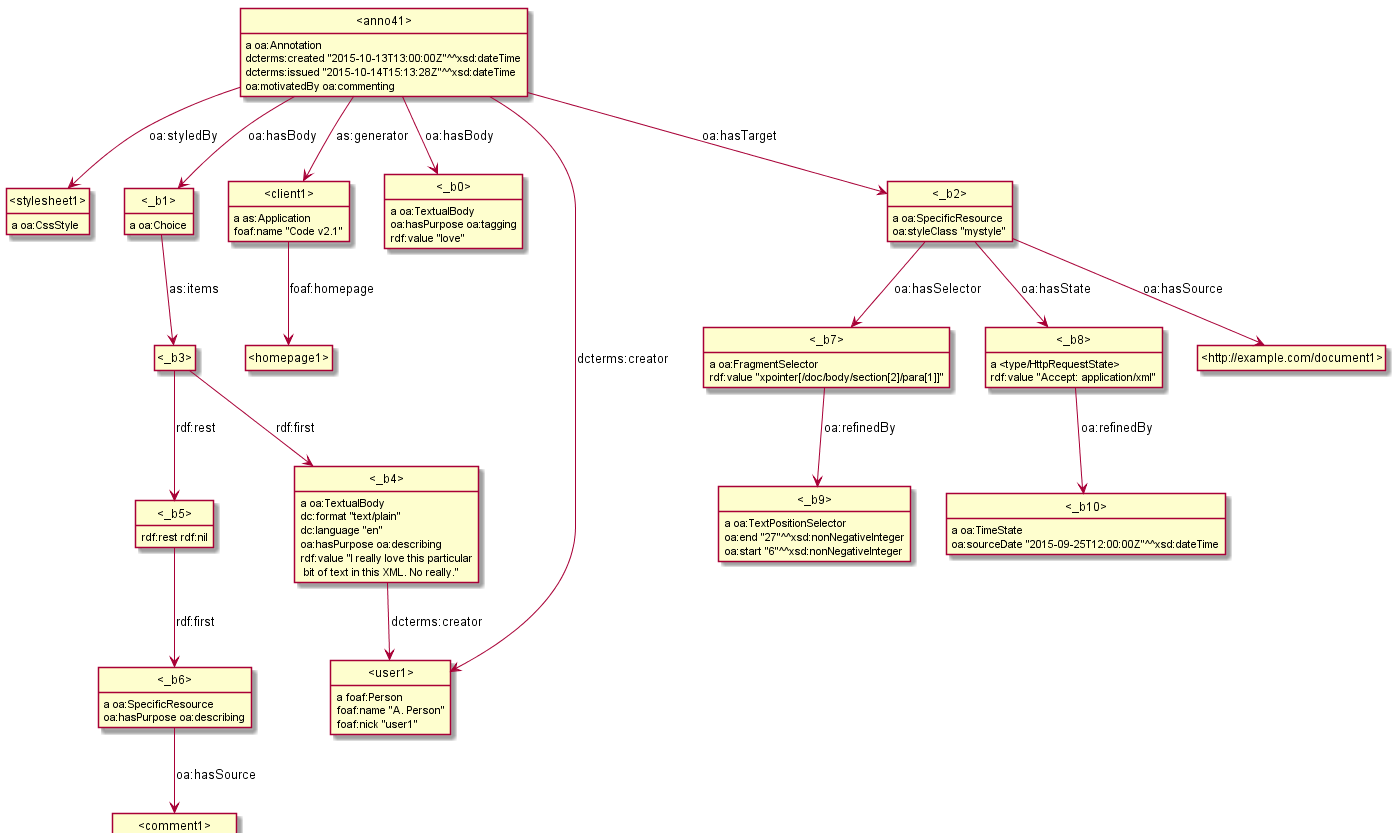 <anno41>
a oa:Annotation
dcterms:created "2015-10-13T13:00:00Z"^^xsd:dateTime
dcterms:issued "2015-10-14T15:13:28Z"^^xsd:dateTime
oa:motivatedBy oa:commenting
oa:styledBy
oa:hasBody
as:generator
oa:hasBody
oa:hasTarget
<stylesheet1>
a oa:CssStyle
<_b1>
a oa:Choice
<client1>
a as:Application
foaf:name "Code v2.1"
<_b0>
a oa:TextualBody
oa:hasPurpose oa:tagging
rdf:value "love"
<_b2>
a oa:SpecificResource
oa:styleClass "mystyle"
as:items
foaf:homepage
oa:hasSelector
oa:hasState
oa:hasSource
<_b3>
<homepage1>
dcterms:creator
<_b7>
a oa:FragmentSelector
rdf:value "xpointer[/doc/body/section[2]/para[1]]"
<_b8>
a <type/HttpRequestState>
rdf:value "Accept: application/xml"
<http://example.com/document1>
rdf:rest
rdf:first
oa:refinedBy
oa:refinedBy
<_b5>
rdf:rest rdf:nil
<_b4>
a oa:TextualBody
dc:format "text/plain"
dc:language "en"
oa:hasPurpose oa:describing
rdf:value "I really love this particular
bit of text in this XML. No really."
<_b9>
a oa:TextPositionSelector
oa:end "27"^^xsd:nonNegativeInteger
oa:start "6"^^xsd:nonNegativeInteger
<_b10>
a oa:TimeState
oa:sourceDate "2015-09-25T12:00:00Z"^^xsd:dateTime
rdf:first
dcterms:creator
<_b6>
a oa:SpecificResource
oa:hasPurpose oa:describing
<user1>
a foaf:Person
foaf:name "A. Person"
foaf:nick "user1"
oa:hasSource
<comment1>